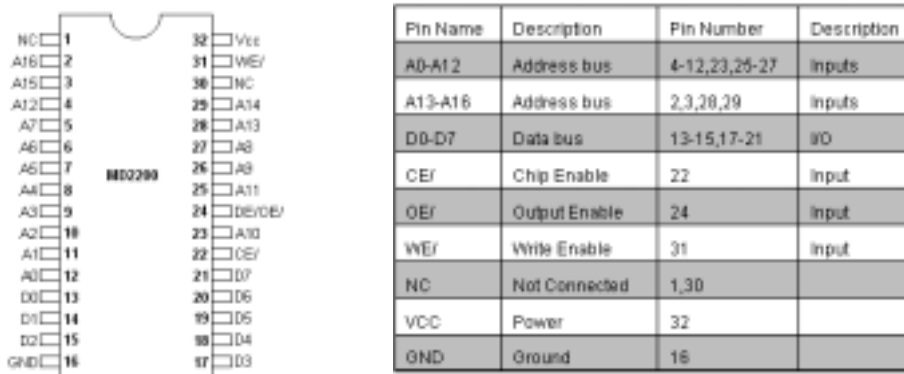 NC 1 32 Vcc
A16 2 31 WE/
A15 3 30 NC
A12 4 29 A14
A7 5 28 A13
A6 6 27 A8
A5 7 26 A9
MD2200
A4 8 25 A11
A3 9 24 OE/
A2 10 23 A10
A1 11 22 CE/
A0 12 21 D7
D0 13 20 D6
D1 14 19 D5
D2 15 18 D4
GND 16 17 D3
Pin Name Description Pin Number Description
A0-A12 Address bus 4-12,23,25-27 Inputs
A13-A16 Address bus 2,3,28,29 Inputs
D0-D7 Data bus 13-15,17-21 I/O
CE/ Chip Enable 22 Input
OE/ Output Enable 24 Input
WE/ Write Enable 31 Input
NC Not Connected 1,30
VCC Power 32
GND Ground 16